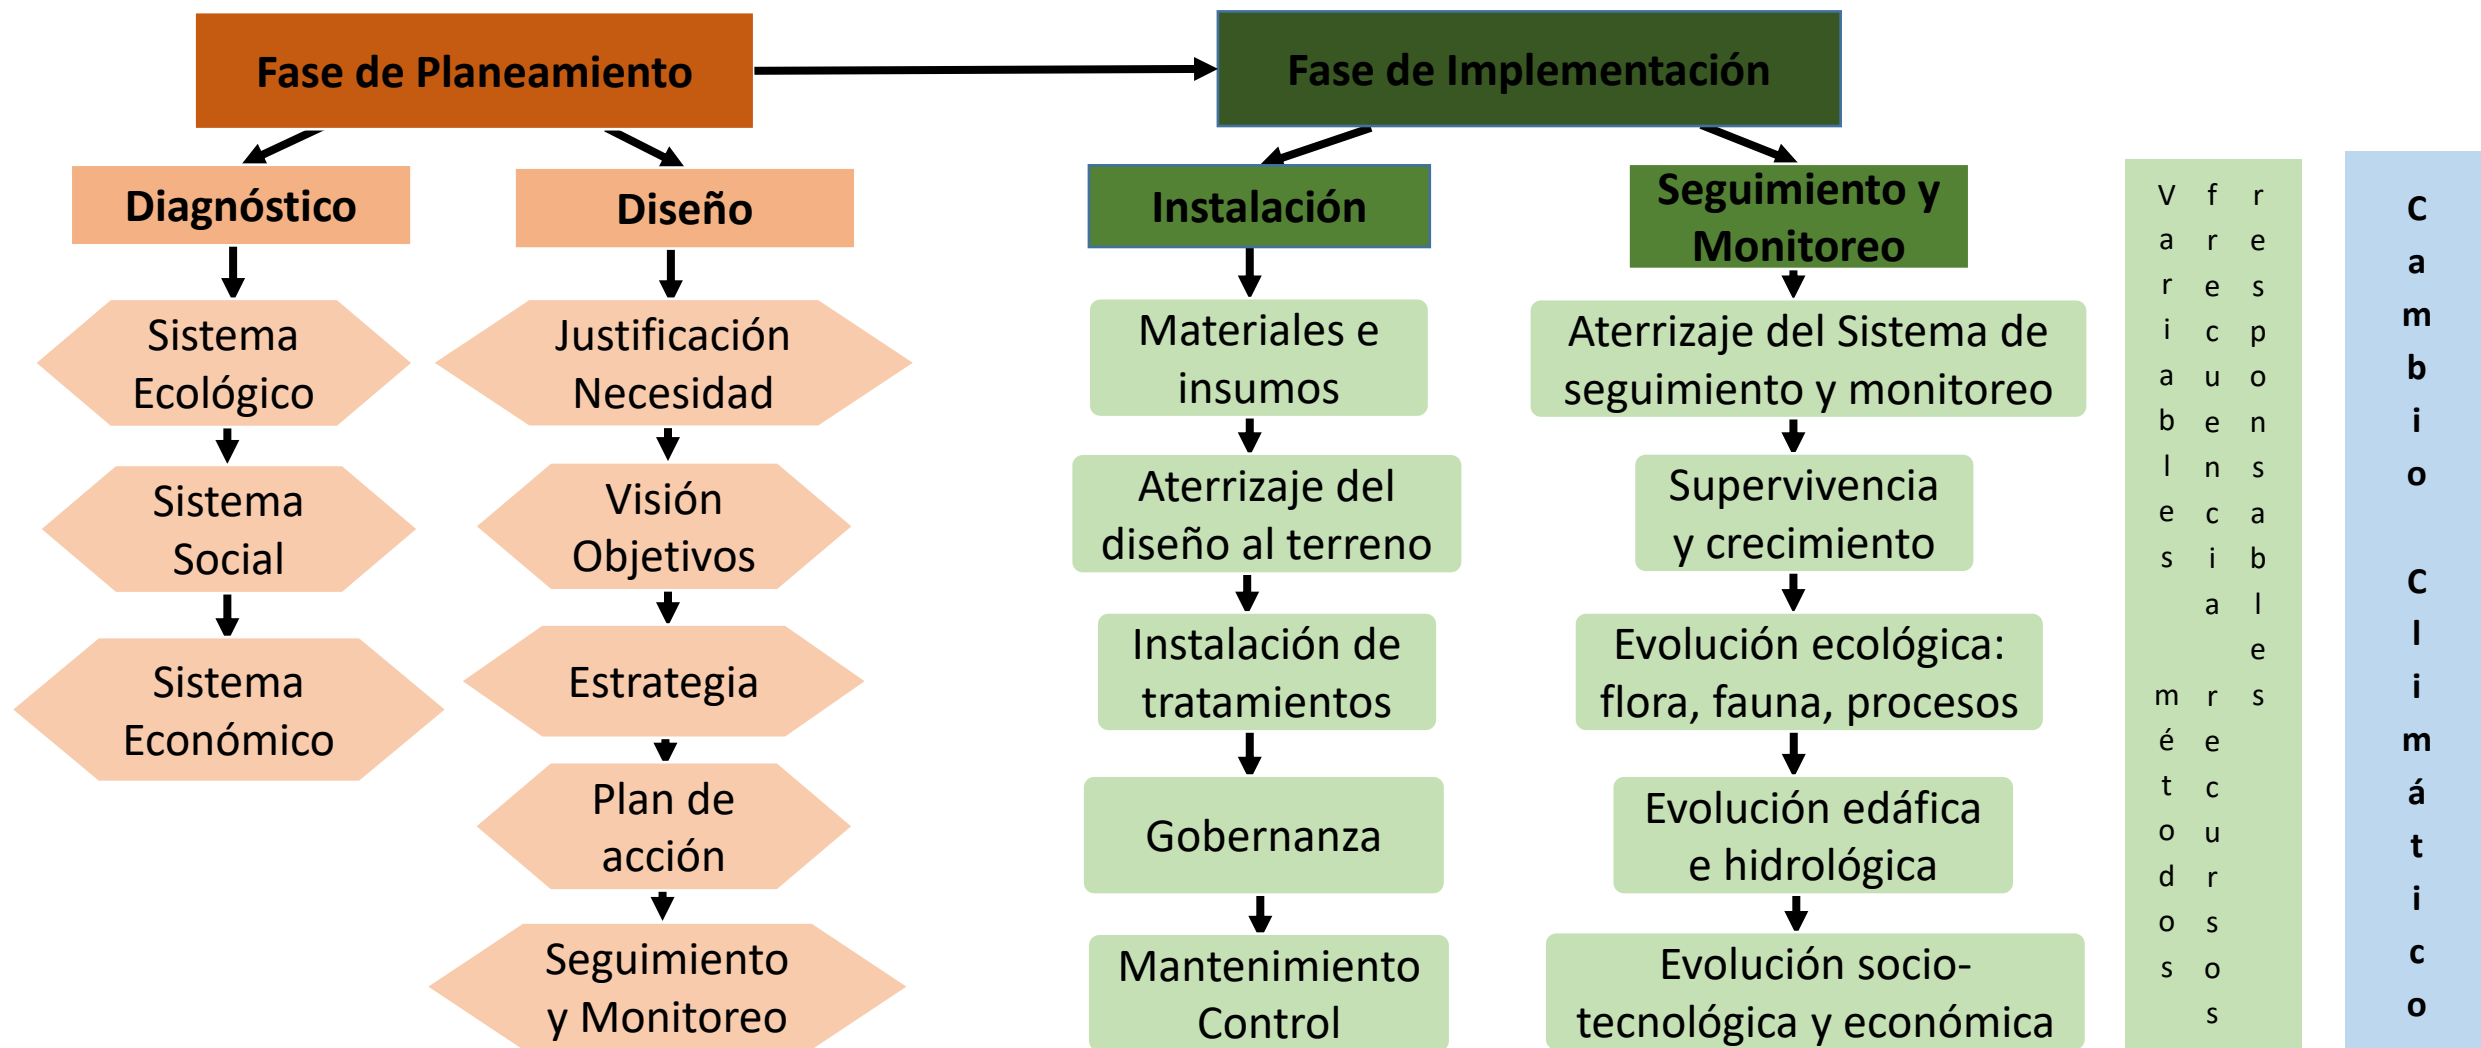 Fase de Planeamiento
Fase de Implementación
Diagnóstico
Sistema
Ecológico
Sistema
Social
Sistema
Económico
Diseño
Justificación
Necesidad
Visión
Objetivos
Estrategia
Plan de
acción
Seguimiento
y Monitoreo
Instalación
Materiales e
insumos
Aterrizaje del
diseño al terreno
Instalación de
tratamientos
Gobernanza
Mantenimiento
Control
Seguimiento y
Monitoreo
Aterrizaje del Sistema de
seguimiento y monitoreo
Supervivencia
y crecimiento
Evolución ecológica:
flora, fauna, procesos
Evolución edáfica
e hidrológica
Evolución socio-
tecnológica y económica
Variables métodos
frecuencia recursos
responsables
Cambio Climático